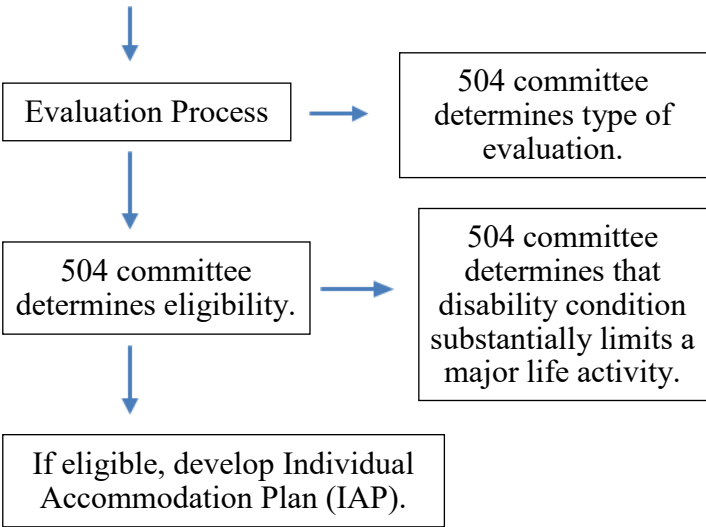 Evaluation Process
504 committee
determines type of
evaluation.
504 committee
determines eligibility.
504 committee
determines that
disability condition
substantially limits a
major life activity.
If eligible, develop Individual
Accommodation Plan (IAP).